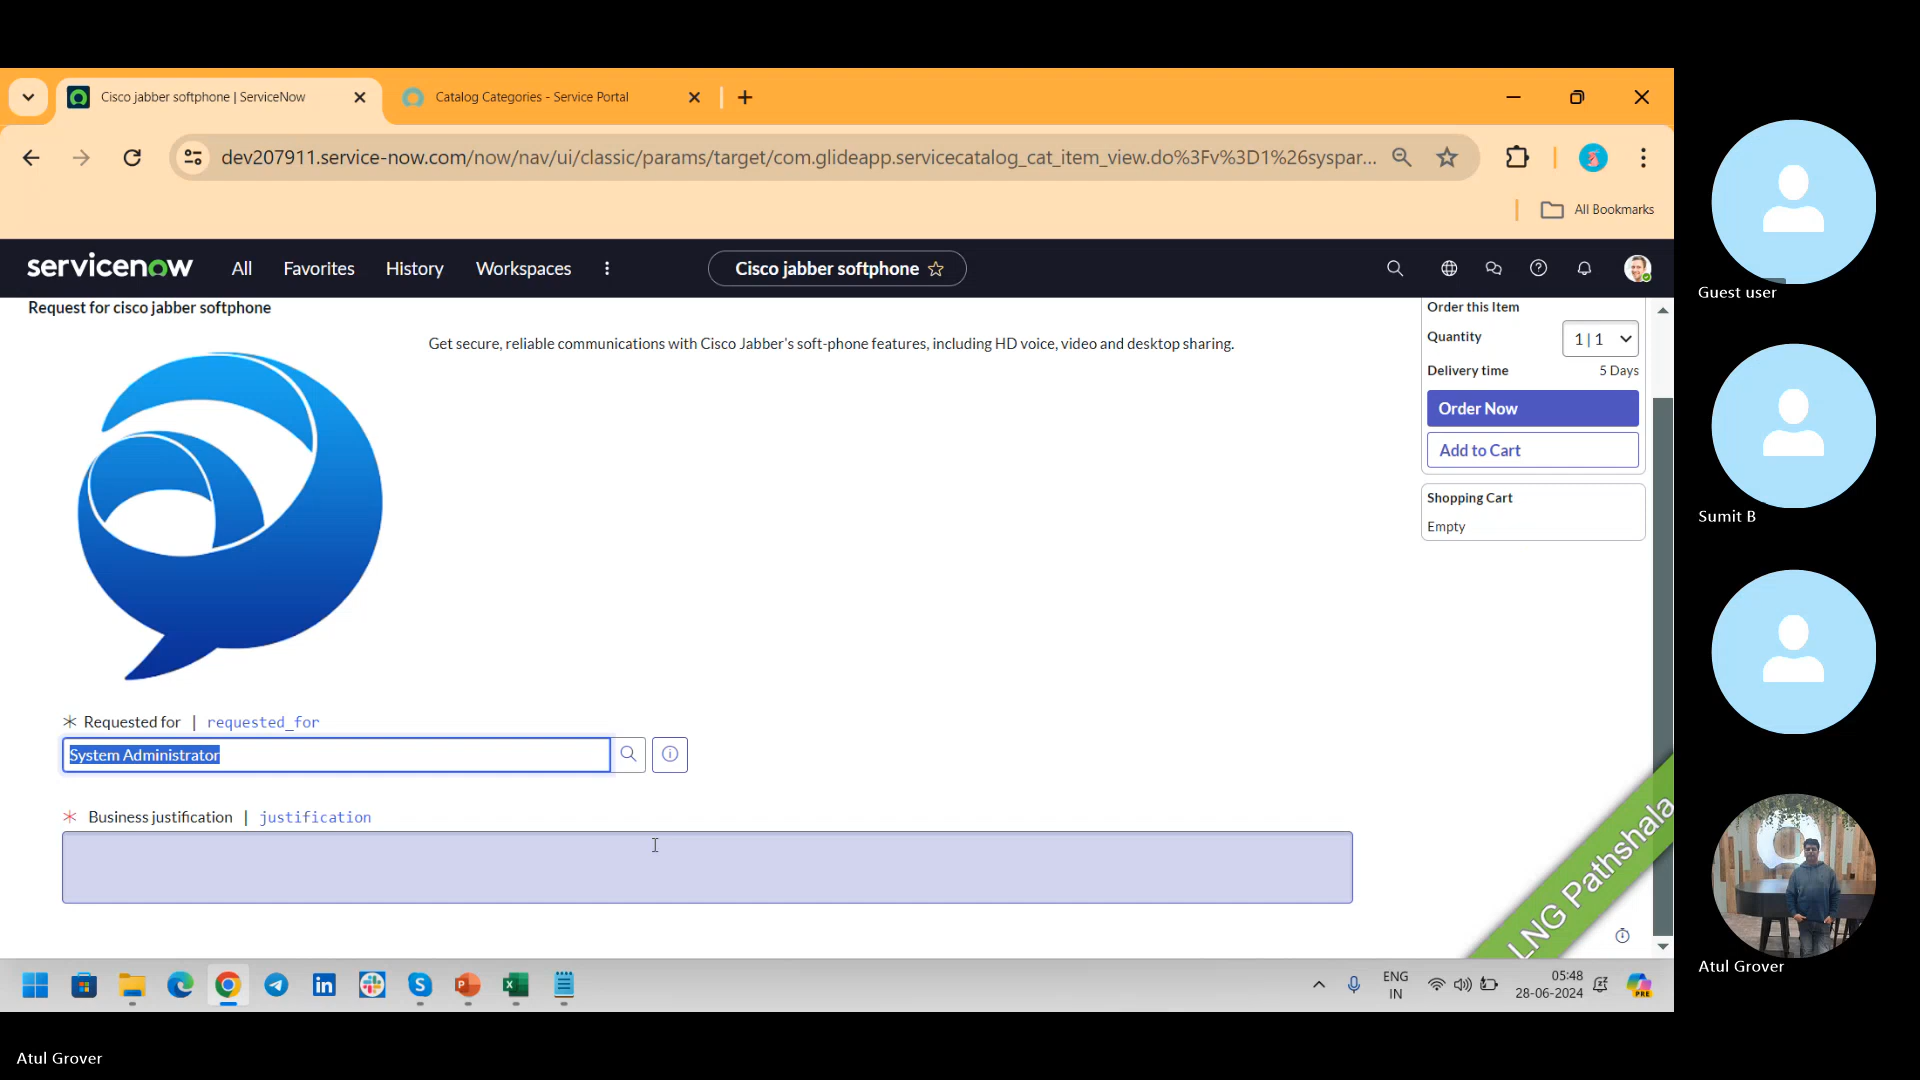 Cisco jabber softphone | ServiceNow
Catalog Categories - Service Portal
dev207911.service-now.com/now/nav/ui/classic/params/target/com.glideapp.servicecatalog_cat_item_view.do%3Fv%3D1%26syspar...
All Bookmarks
servicenow
All
Favorites
History
Workspaces
Cisco jabber softphone
Request for cisco jabber softphone
Get secure, reliable communications with Cisco Jabber's soft-phone features, including HD voice, video and desktop sharing.
Order this Item
Quantity
1 | 1
Delivery time
5 Days
Order Now
Add to Cart
Shopping Cart
Empty
* Requested for | requested_for
System Administrator
* Business justification | justification
LNG Pathshala
ENG
IN
05:48
28-06-2024
PRE
Guest user
Sumit B
Atul Grover
Atul Grover